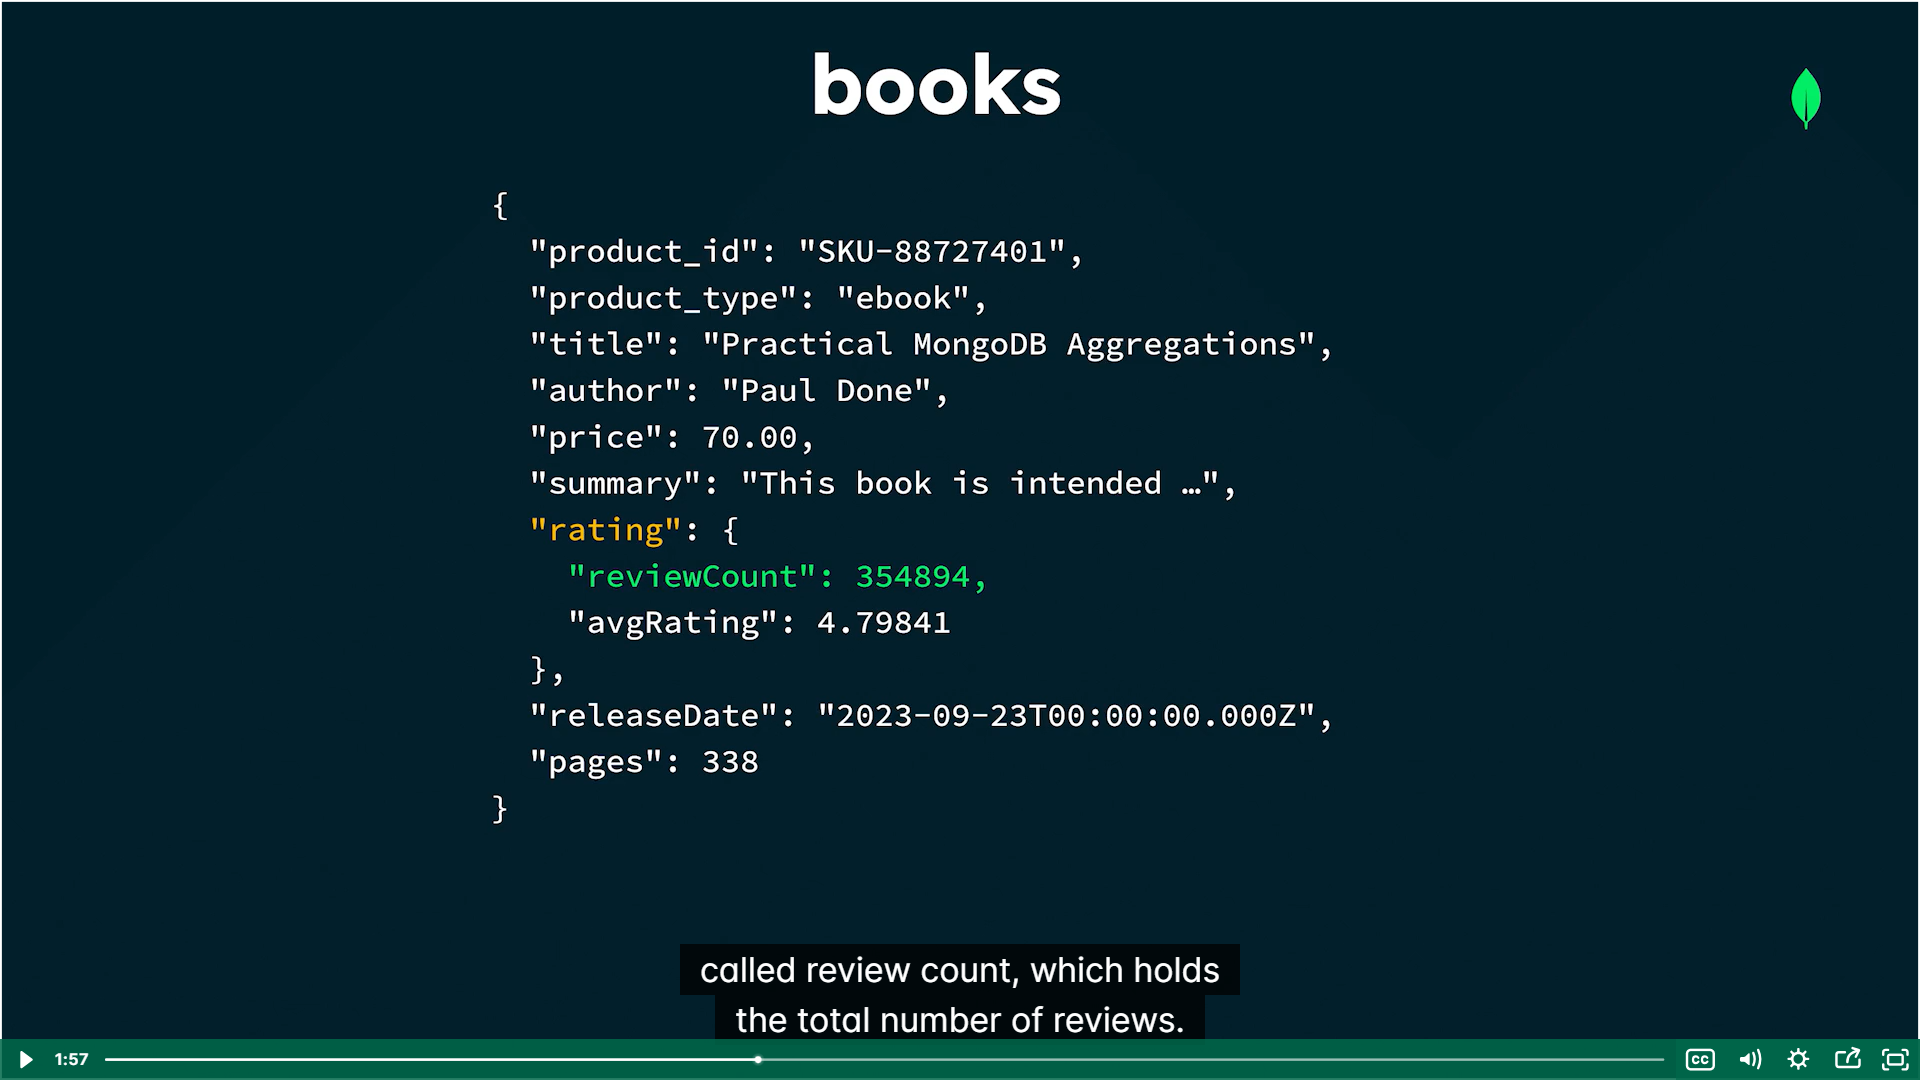 books
{
"product_id": "SKU-88727401",
"product_type": "ebook",
"title": "Practical MongoDB Aggregations",
"author": "Paul Done",
"price": 70.00,
"summary": "This book is intended …",
"rating": {
"reviewCount": 354894,
"avgRating": 4.79841
},
"releaseDate": "2023-09-23T00:00:00.000Z",
"pages": 338
}
called review count, which holds
the total number of reviews.
1:57
CC